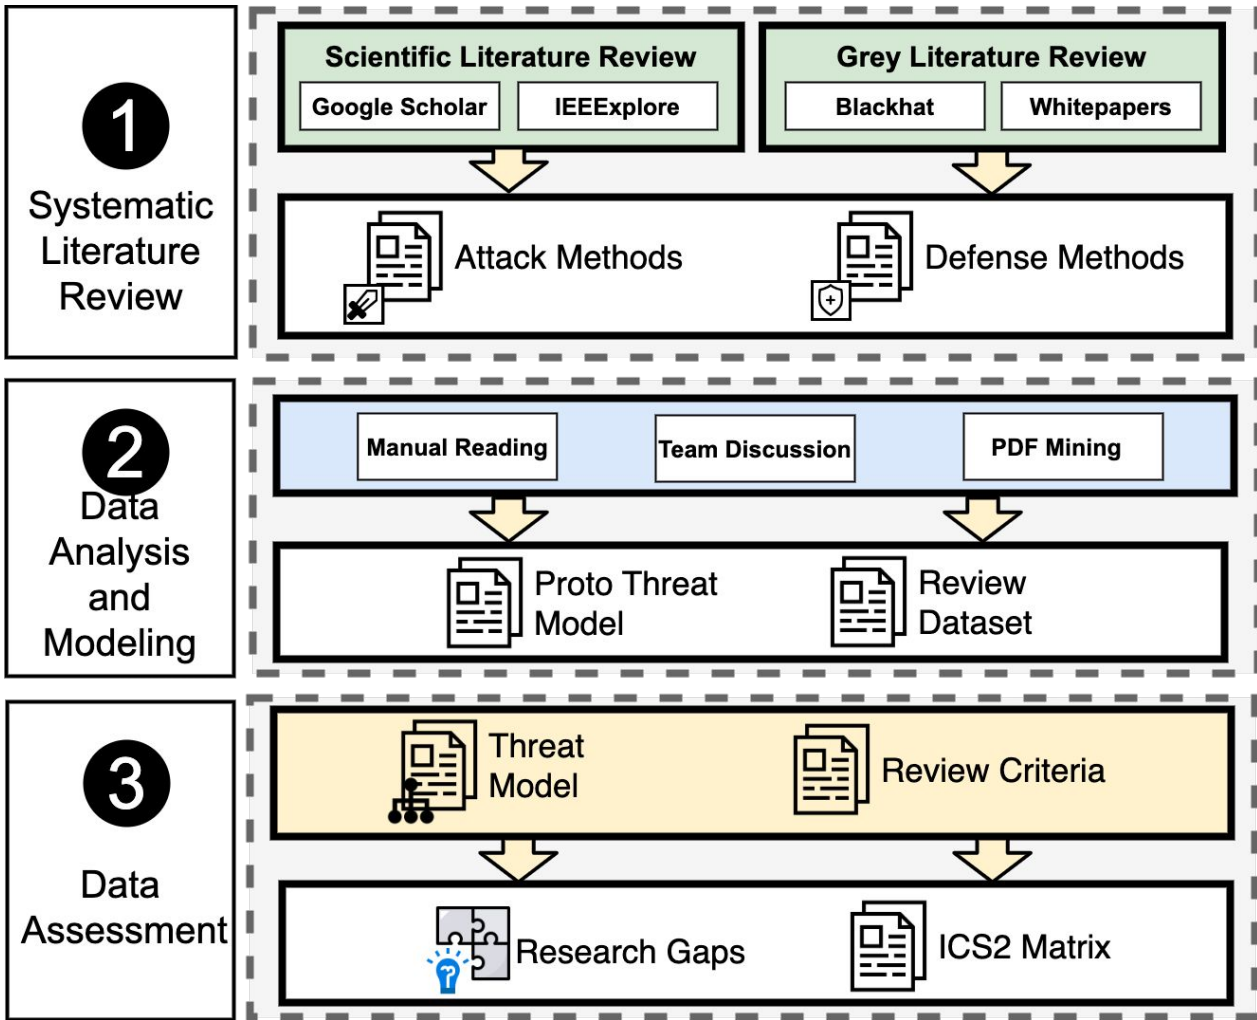 1
Systematic
Literature
Review
Scientific Literature Review
Google Scholar
IEEExplore
Grey Literature Review
Blackhat
Whitepapers
Attack Methods
Defense Methods
2
Data
Analysis
and
Modeling
Manual Reading
Team Discussion
PDF Mining
Proto Threat
Model
Review
Dataset
3
Data
Assessment
Threat
Model
Review Criteria
Research Gaps
ICS2 Matrix